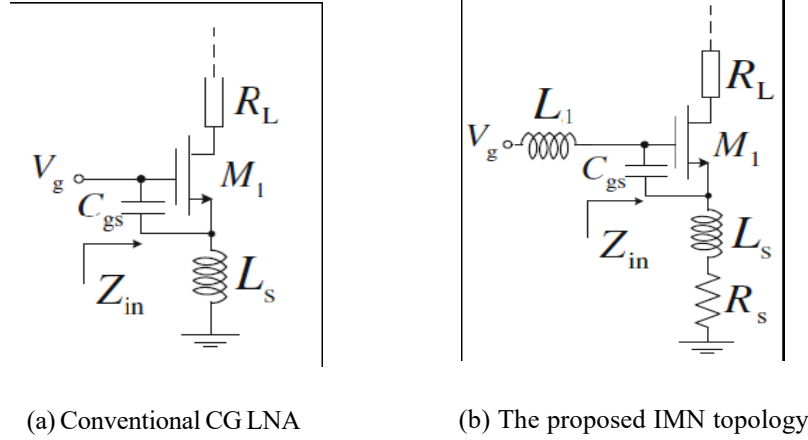 R_L
V_g
M_1
C_gs
Z_in
L_s
(a) Conventional CG LNA
R_L
L_1
V_g
M_1
C_gs
Z_in
L_s
R_s
(b) The proposed IMN topology